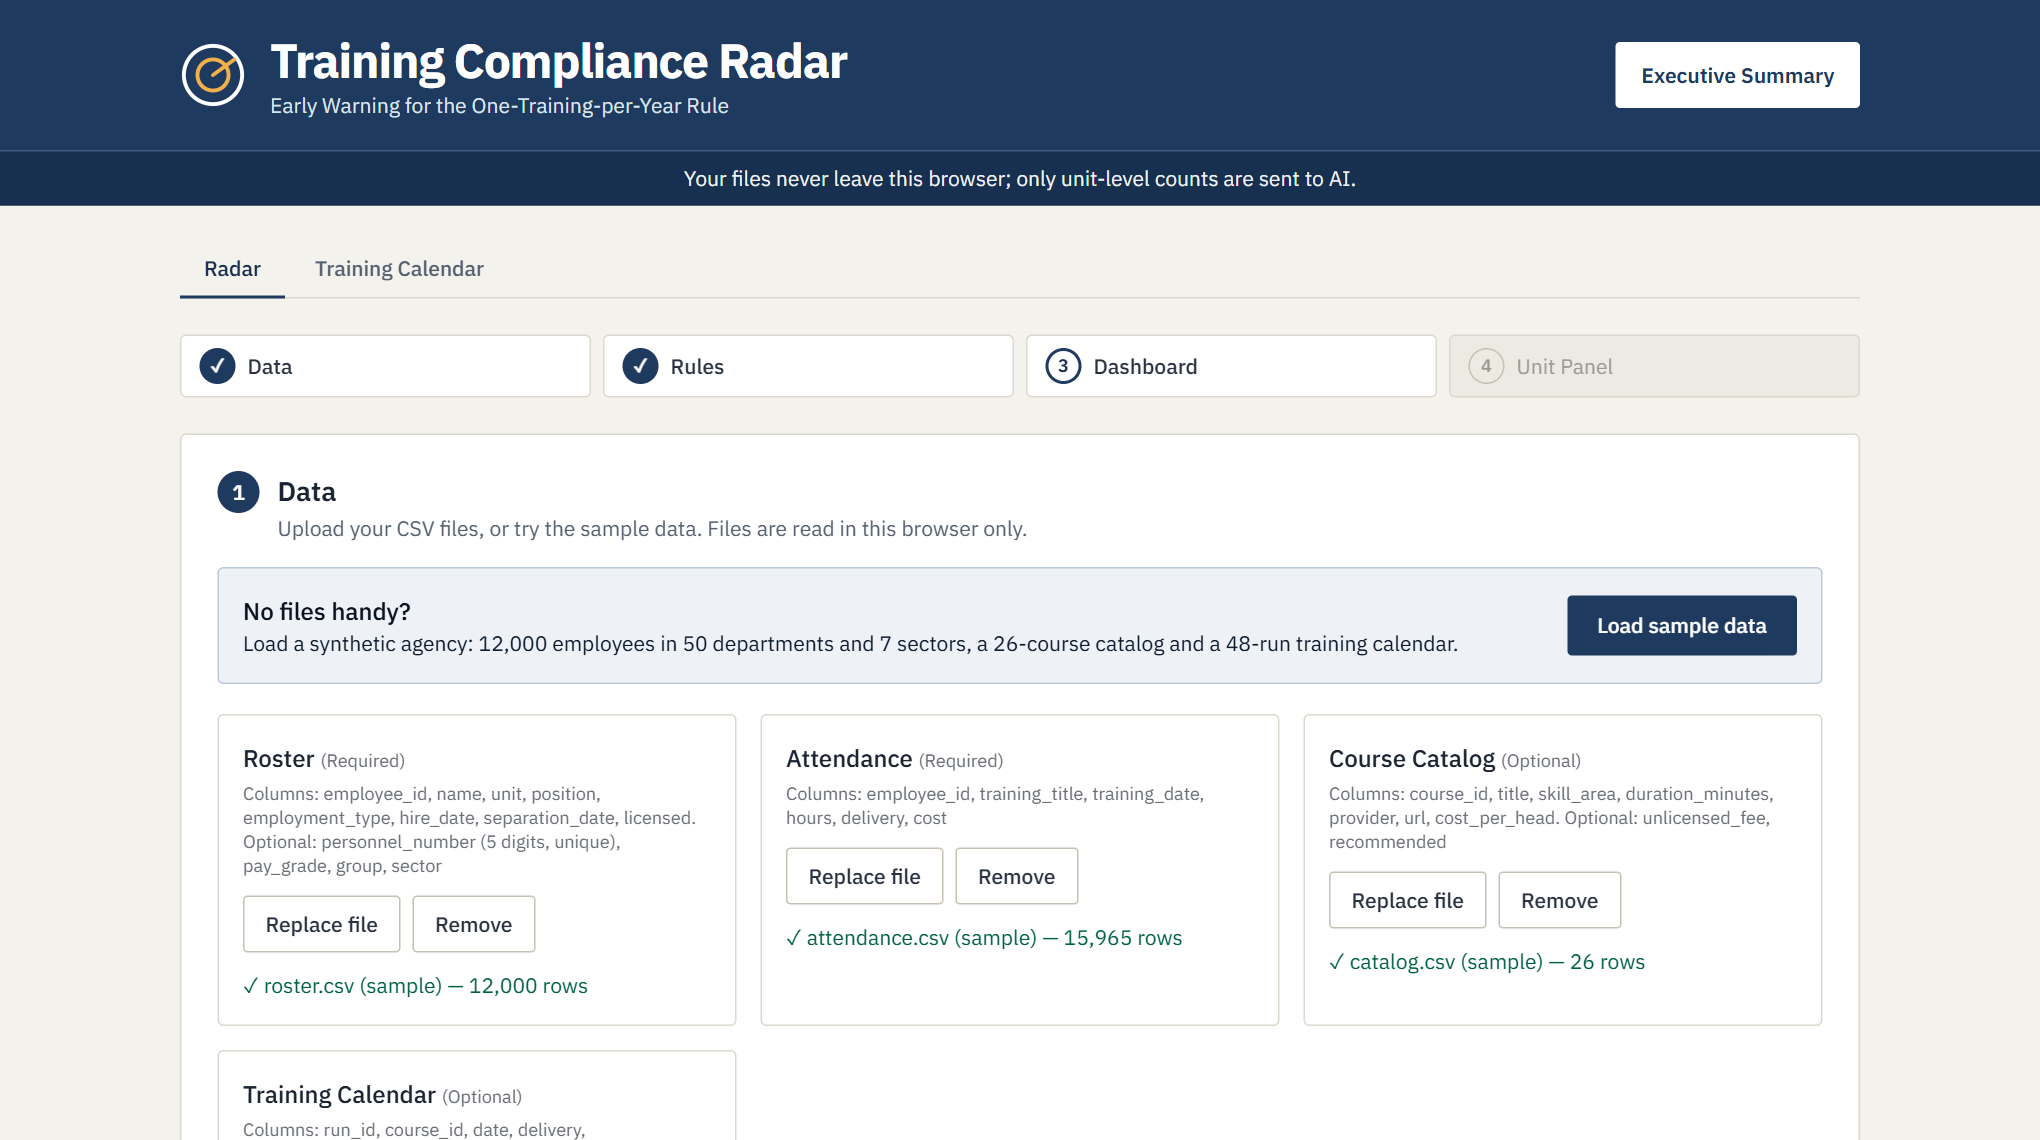 Training Compliance Radar
Early Warning for the One-Training-per-Year Rule
Executive Summary
Your files never leave this browser; only unit-level counts are sent to AI.
Radar
Training Calendar
✓ Data
✓ Rules
3 Dashboard
4 Unit Panel
1 Data
Upload your CSV files, or try the sample data. Files are read in this browser only.
No files handy?
Load a synthetic agency: 12,000 employees in 50 departments and 7 sectors, a 26-course catalog and a 48-run training calendar.
Load sample data
Roster (Required)
Columns: employee_id, name, unit, position,
employment_type, hire_date, separation_date, licensed.
Optional: personnel_number (5 digits, unique),
pay_grade, group, sector
Replace file
Remove
✓ roster.csv (sample) — 12,000 rows
Attendance (Required)
Columns: employee_id, training_title, training_date,
hours, delivery, cost
Replace file
Remove
✓ attendance.csv (sample) — 15,965 rows
Course Catalog (Optional)
Columns: course_id, title, skill_area, duration_minutes,
provider, url, cost_per_head. Optional: unlicensed_fee,
recommended
Replace file
Remove
✓ catalog.csv (sample) — 26 rows
Training Calendar (Optional)
Columns: run_id, course_id, date, delivery,